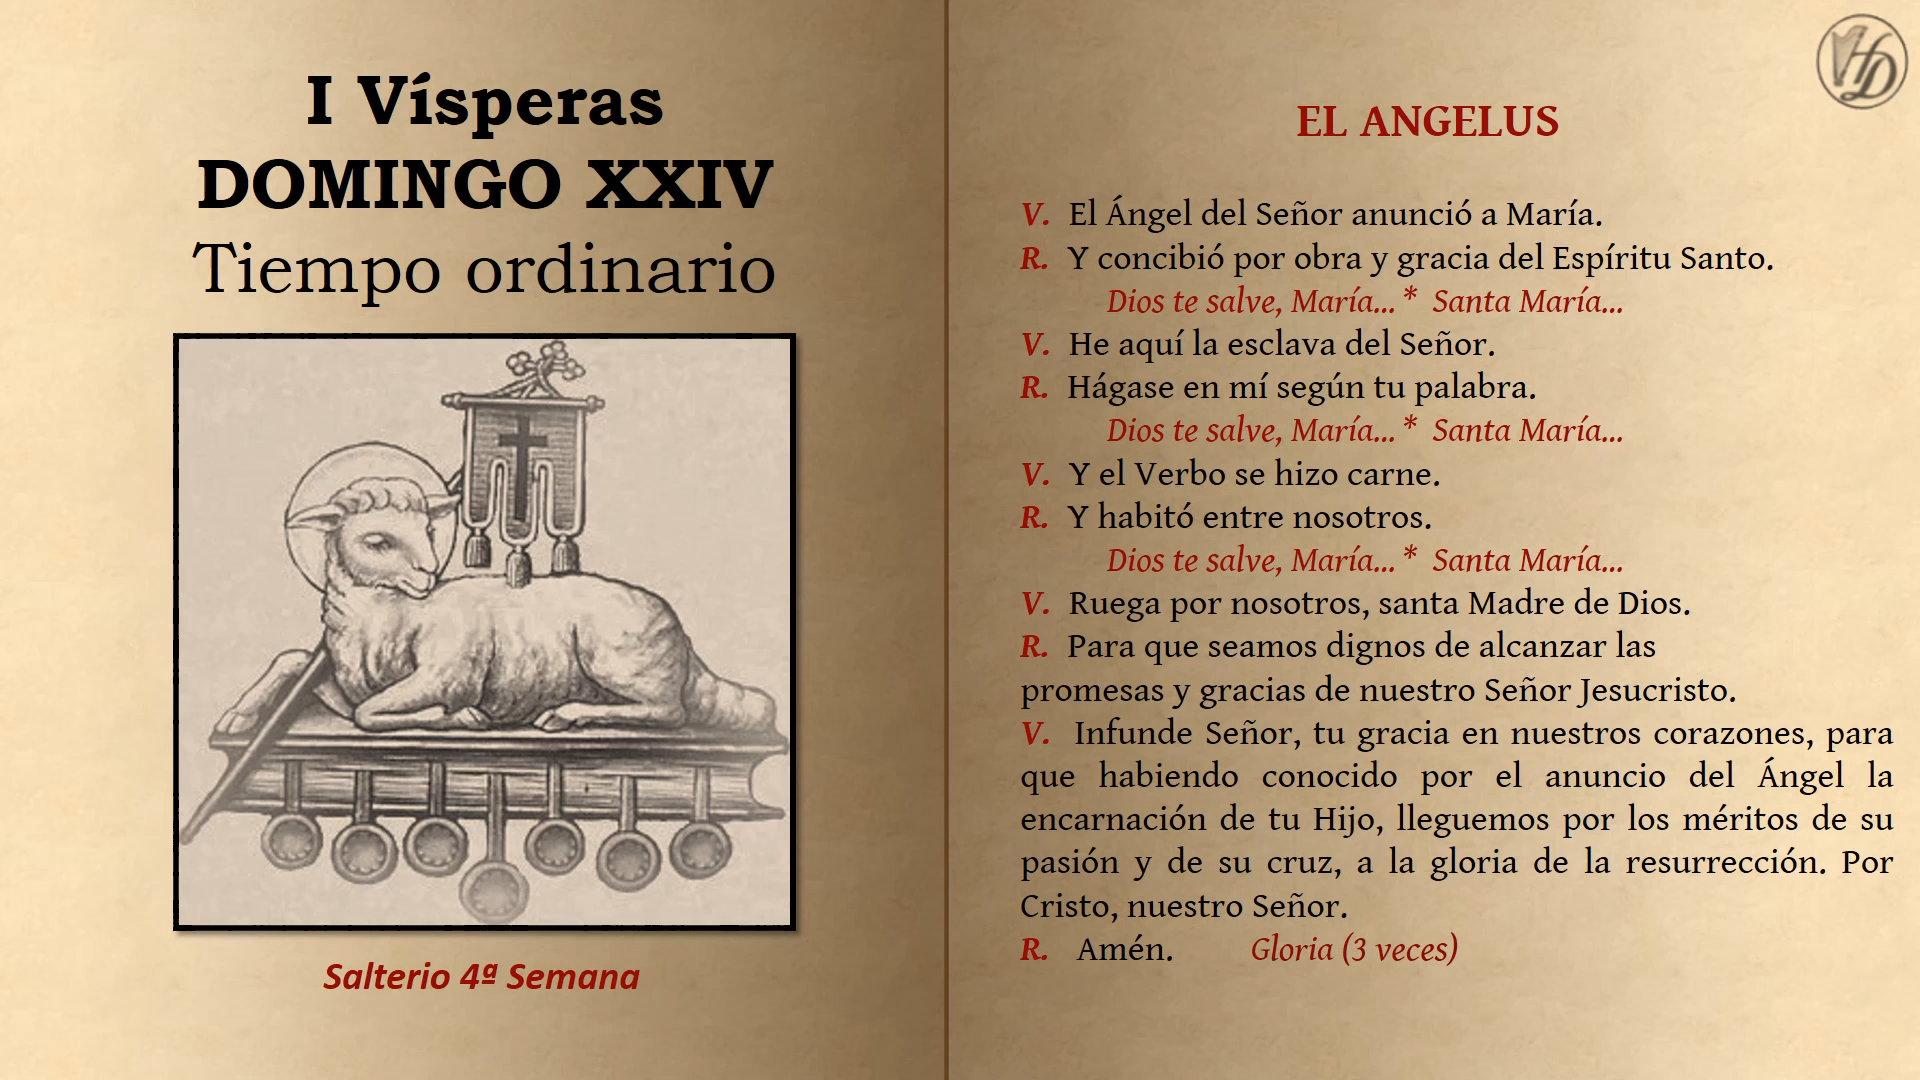 I Vísperas
DOMINGO XXIV
Tiempo ordinario
Salterio 4ª Semana
HD
EL ANGELUS
V. El Ángel del Señor anunció a María.
R. Y concibió por obra y gracia del Espíritu Santo.
Dios te salve, María... * Santa María...
V. He aquí la esclava del Señor.
R. Hágase en mí según tu palabra.
Dios te salve, María... * Santa María...
V. Y el Verbo se hizo carne.
R. Y habitó entre nosotros.
Dios te salve, María... * Santa María...
V. Ruega por nosotros, santa Madre de Dios.
R. Para que seamos dignos de alcanzar las
promesas y gracias de nuestro Señor Jesucristo.
V. Infunde Señor, tu gracia en nuestros corazones, para
que habiendo conocido por el anuncio del Ángel la
encarnación de tu Hijo, lleguemos por los méritos de su
pasión y de su cruz, a la gloria de la resurrección. Por
Cristo, nuestro Señor.
R. Amén. Gloria (3 veces)